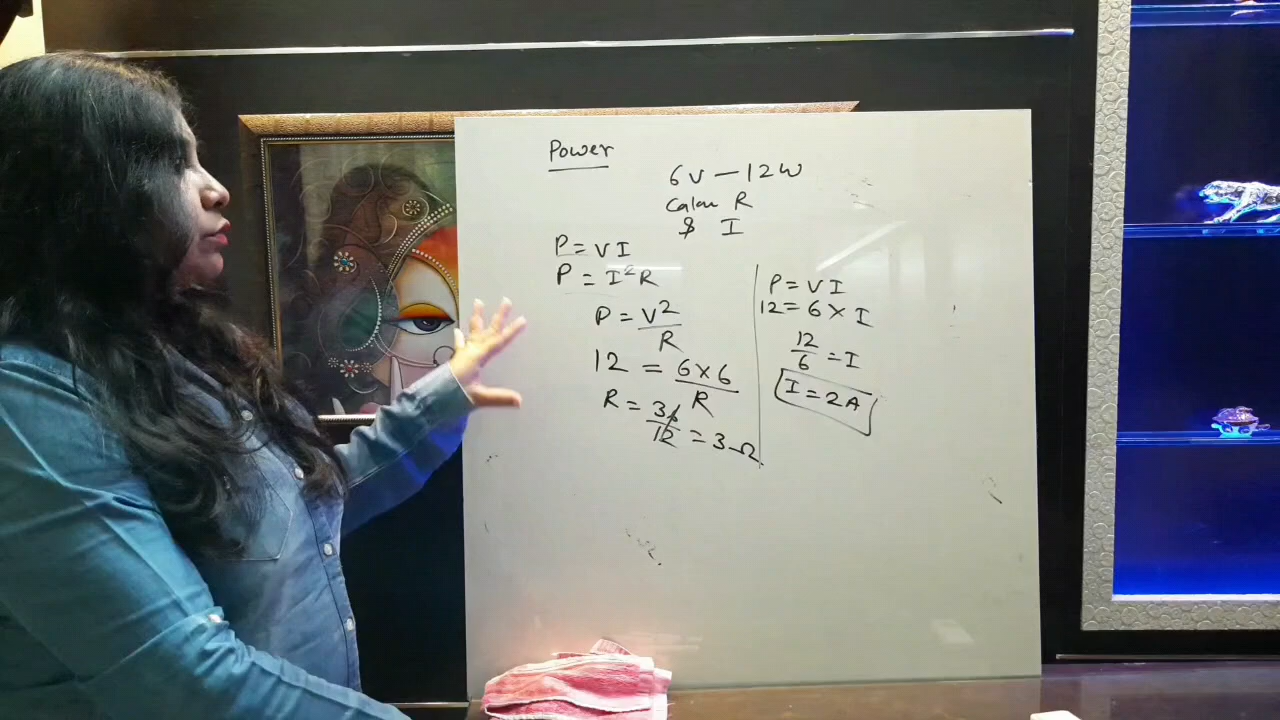 Power
6V — 12W
Calcu R
& I
P = VI
P = I²R
P = V²/R
12 = 6×6/R
R = 36/12 = 3Ω
P = VI
12 = 6 × I
12/6 = I
I = 2A